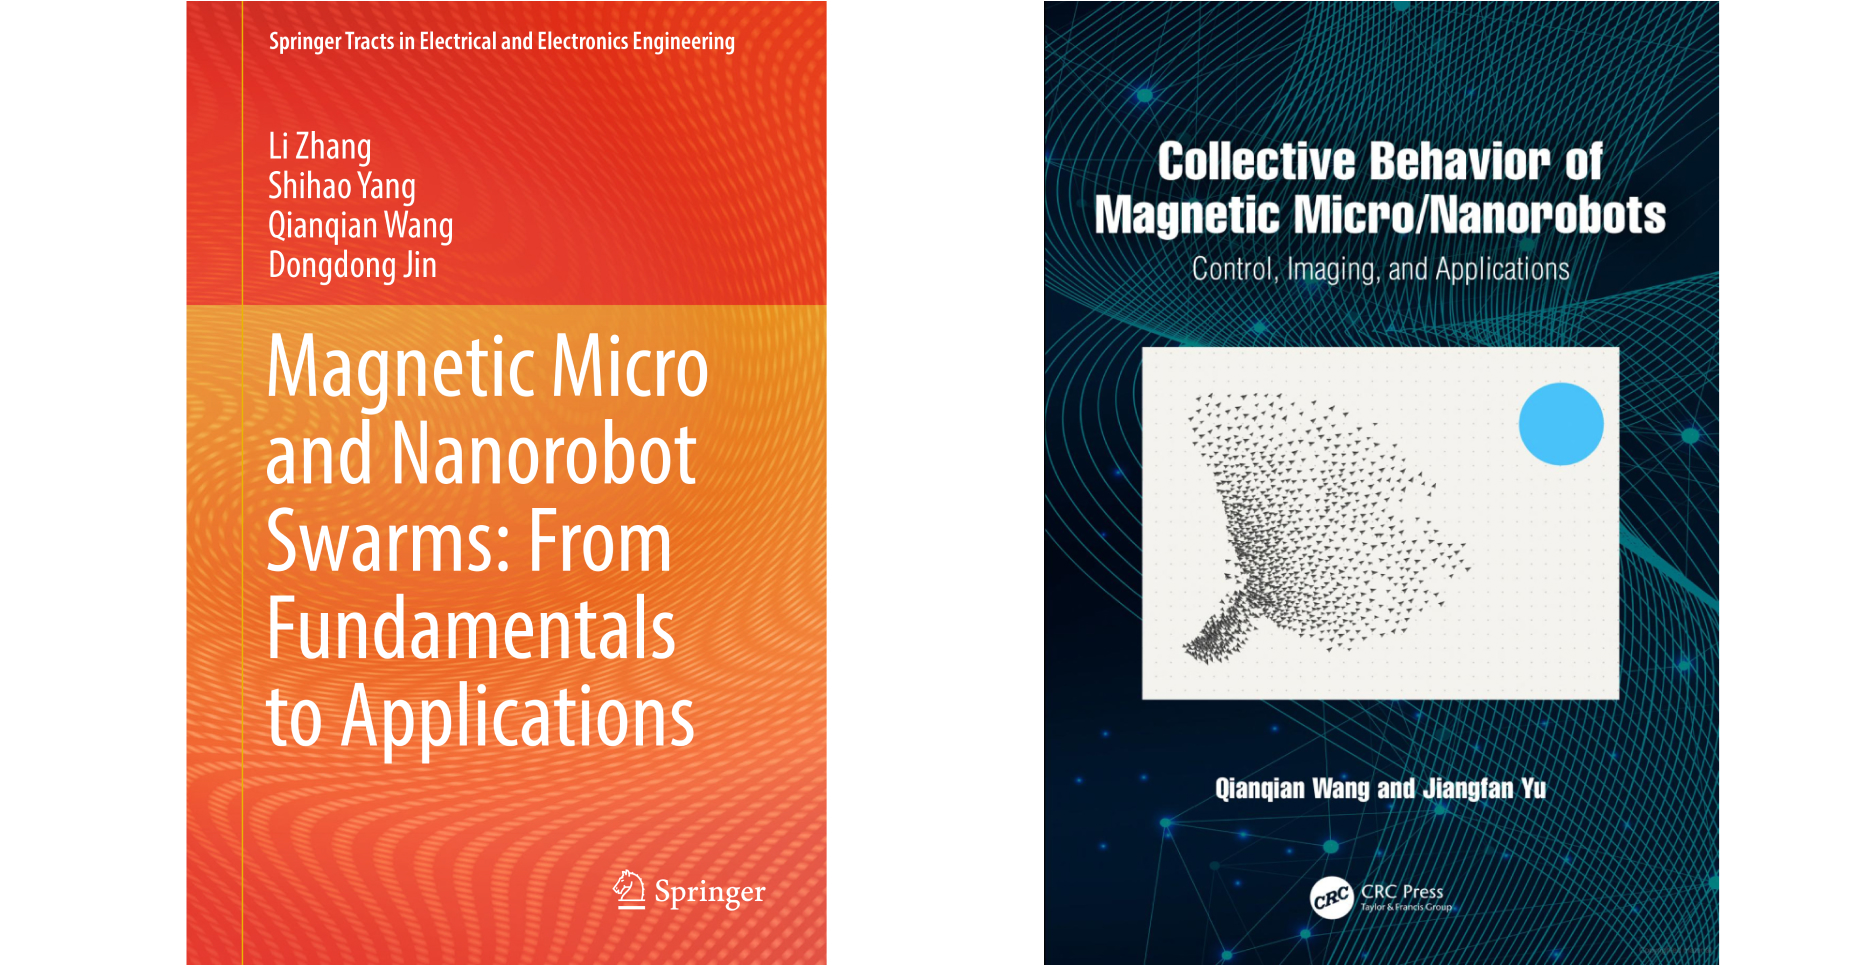 Springer Tracts in Electrical and Electronics Engineering
Li Zhang
Shihao Yang
Qianqian Wang
Dongdong Jin
Magnetic Micro
and Nanorobot
Swarms: From
Fundamentals
to Applications
Springer
Collective Behavior of
Magnetic Micro/Nanorobots
Control, Imaging, and Applications
Qianqian Wang and Jiangfan Yu
CRC
CRC Press
Taylor & Francis Group